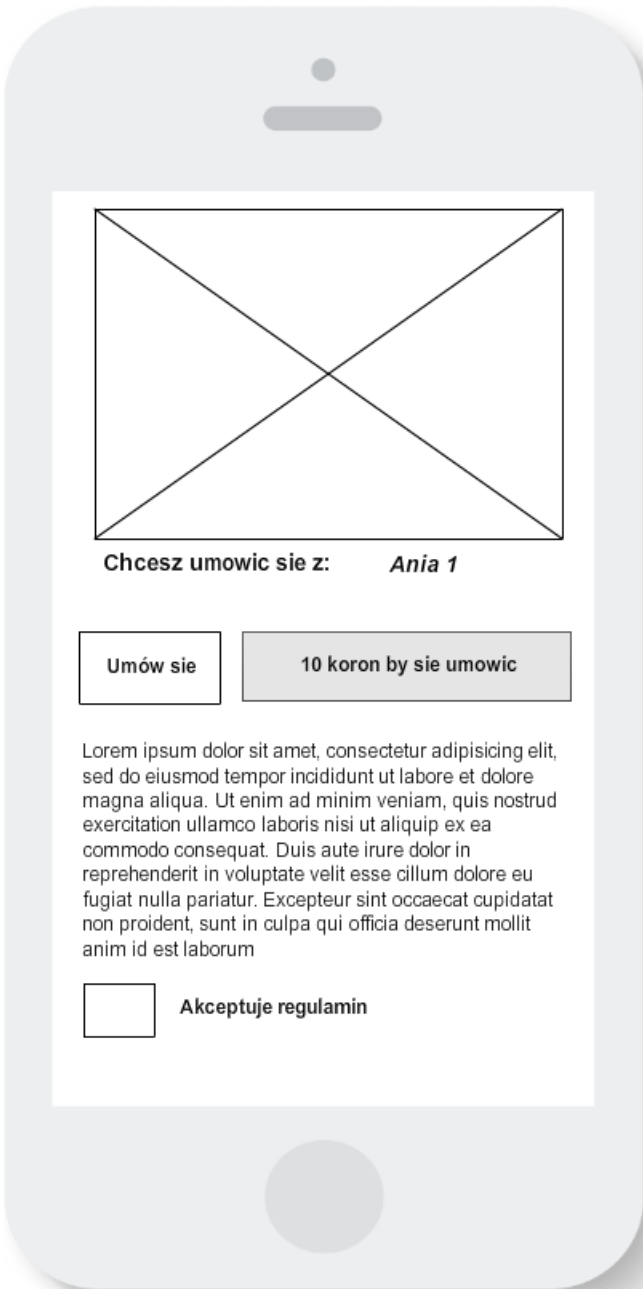 Chcesz umowic sie z: Ania 1
Umów sie
10 koron by sie umowic
Lorem ipsum dolor sit amet, consectetur adipisicing elit,
sed do eiusmod tempor incididunt ut labore et dolore
magna aliqua. Ut enim ad minim veniam, quis nostrud
exercitation ullamco laboris nisi ut aliquip ex ea
commodo consequat. Duis aute irure dolor in
reprehenderit in voluptate velit esse cillum dolore eu
fugiat nulla pariatur. Excepteur sint occaecat cupidatat
non proident, sunt in culpa qui officia deserunt mollit
anim id est laborum
Akceptuje regulamin